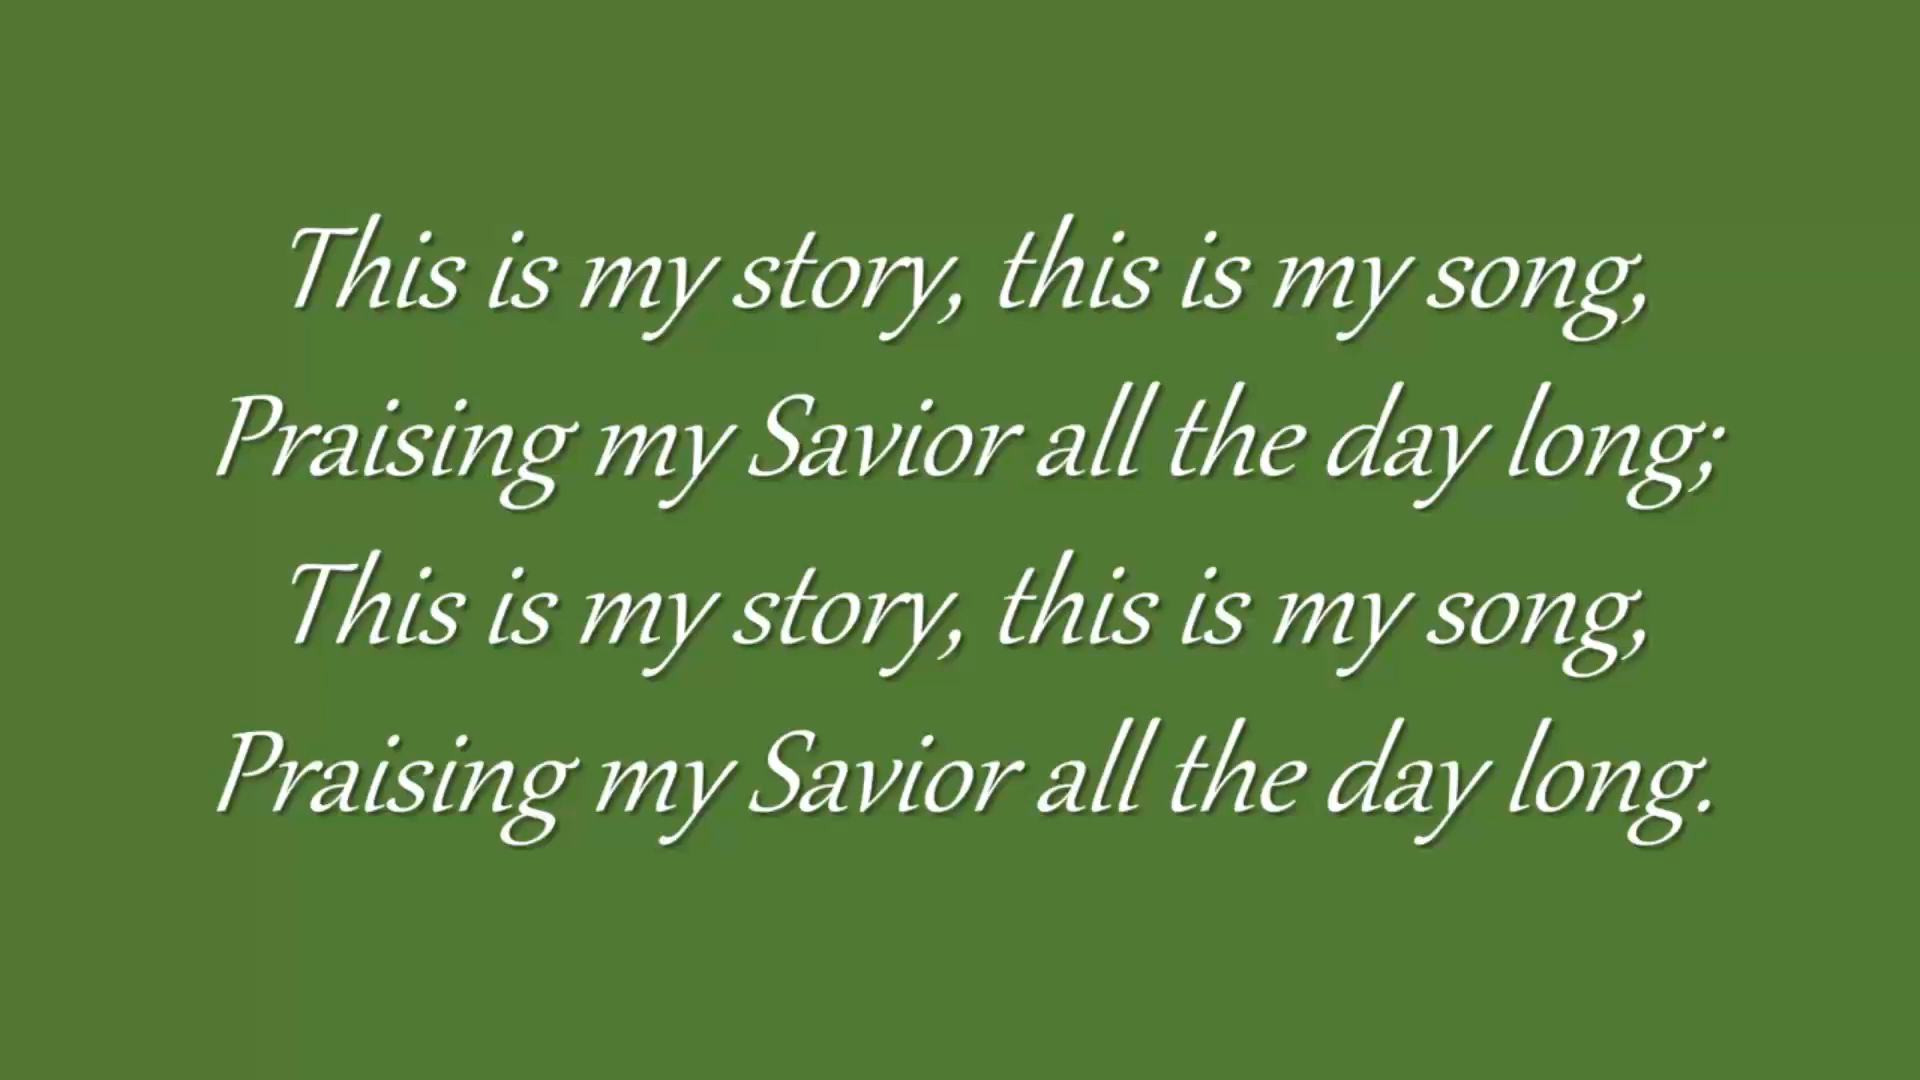 This is my story, this is my song,
Praising my Savior all the day long;
This is my story, this is my song,
Praising my Savior all the day long.